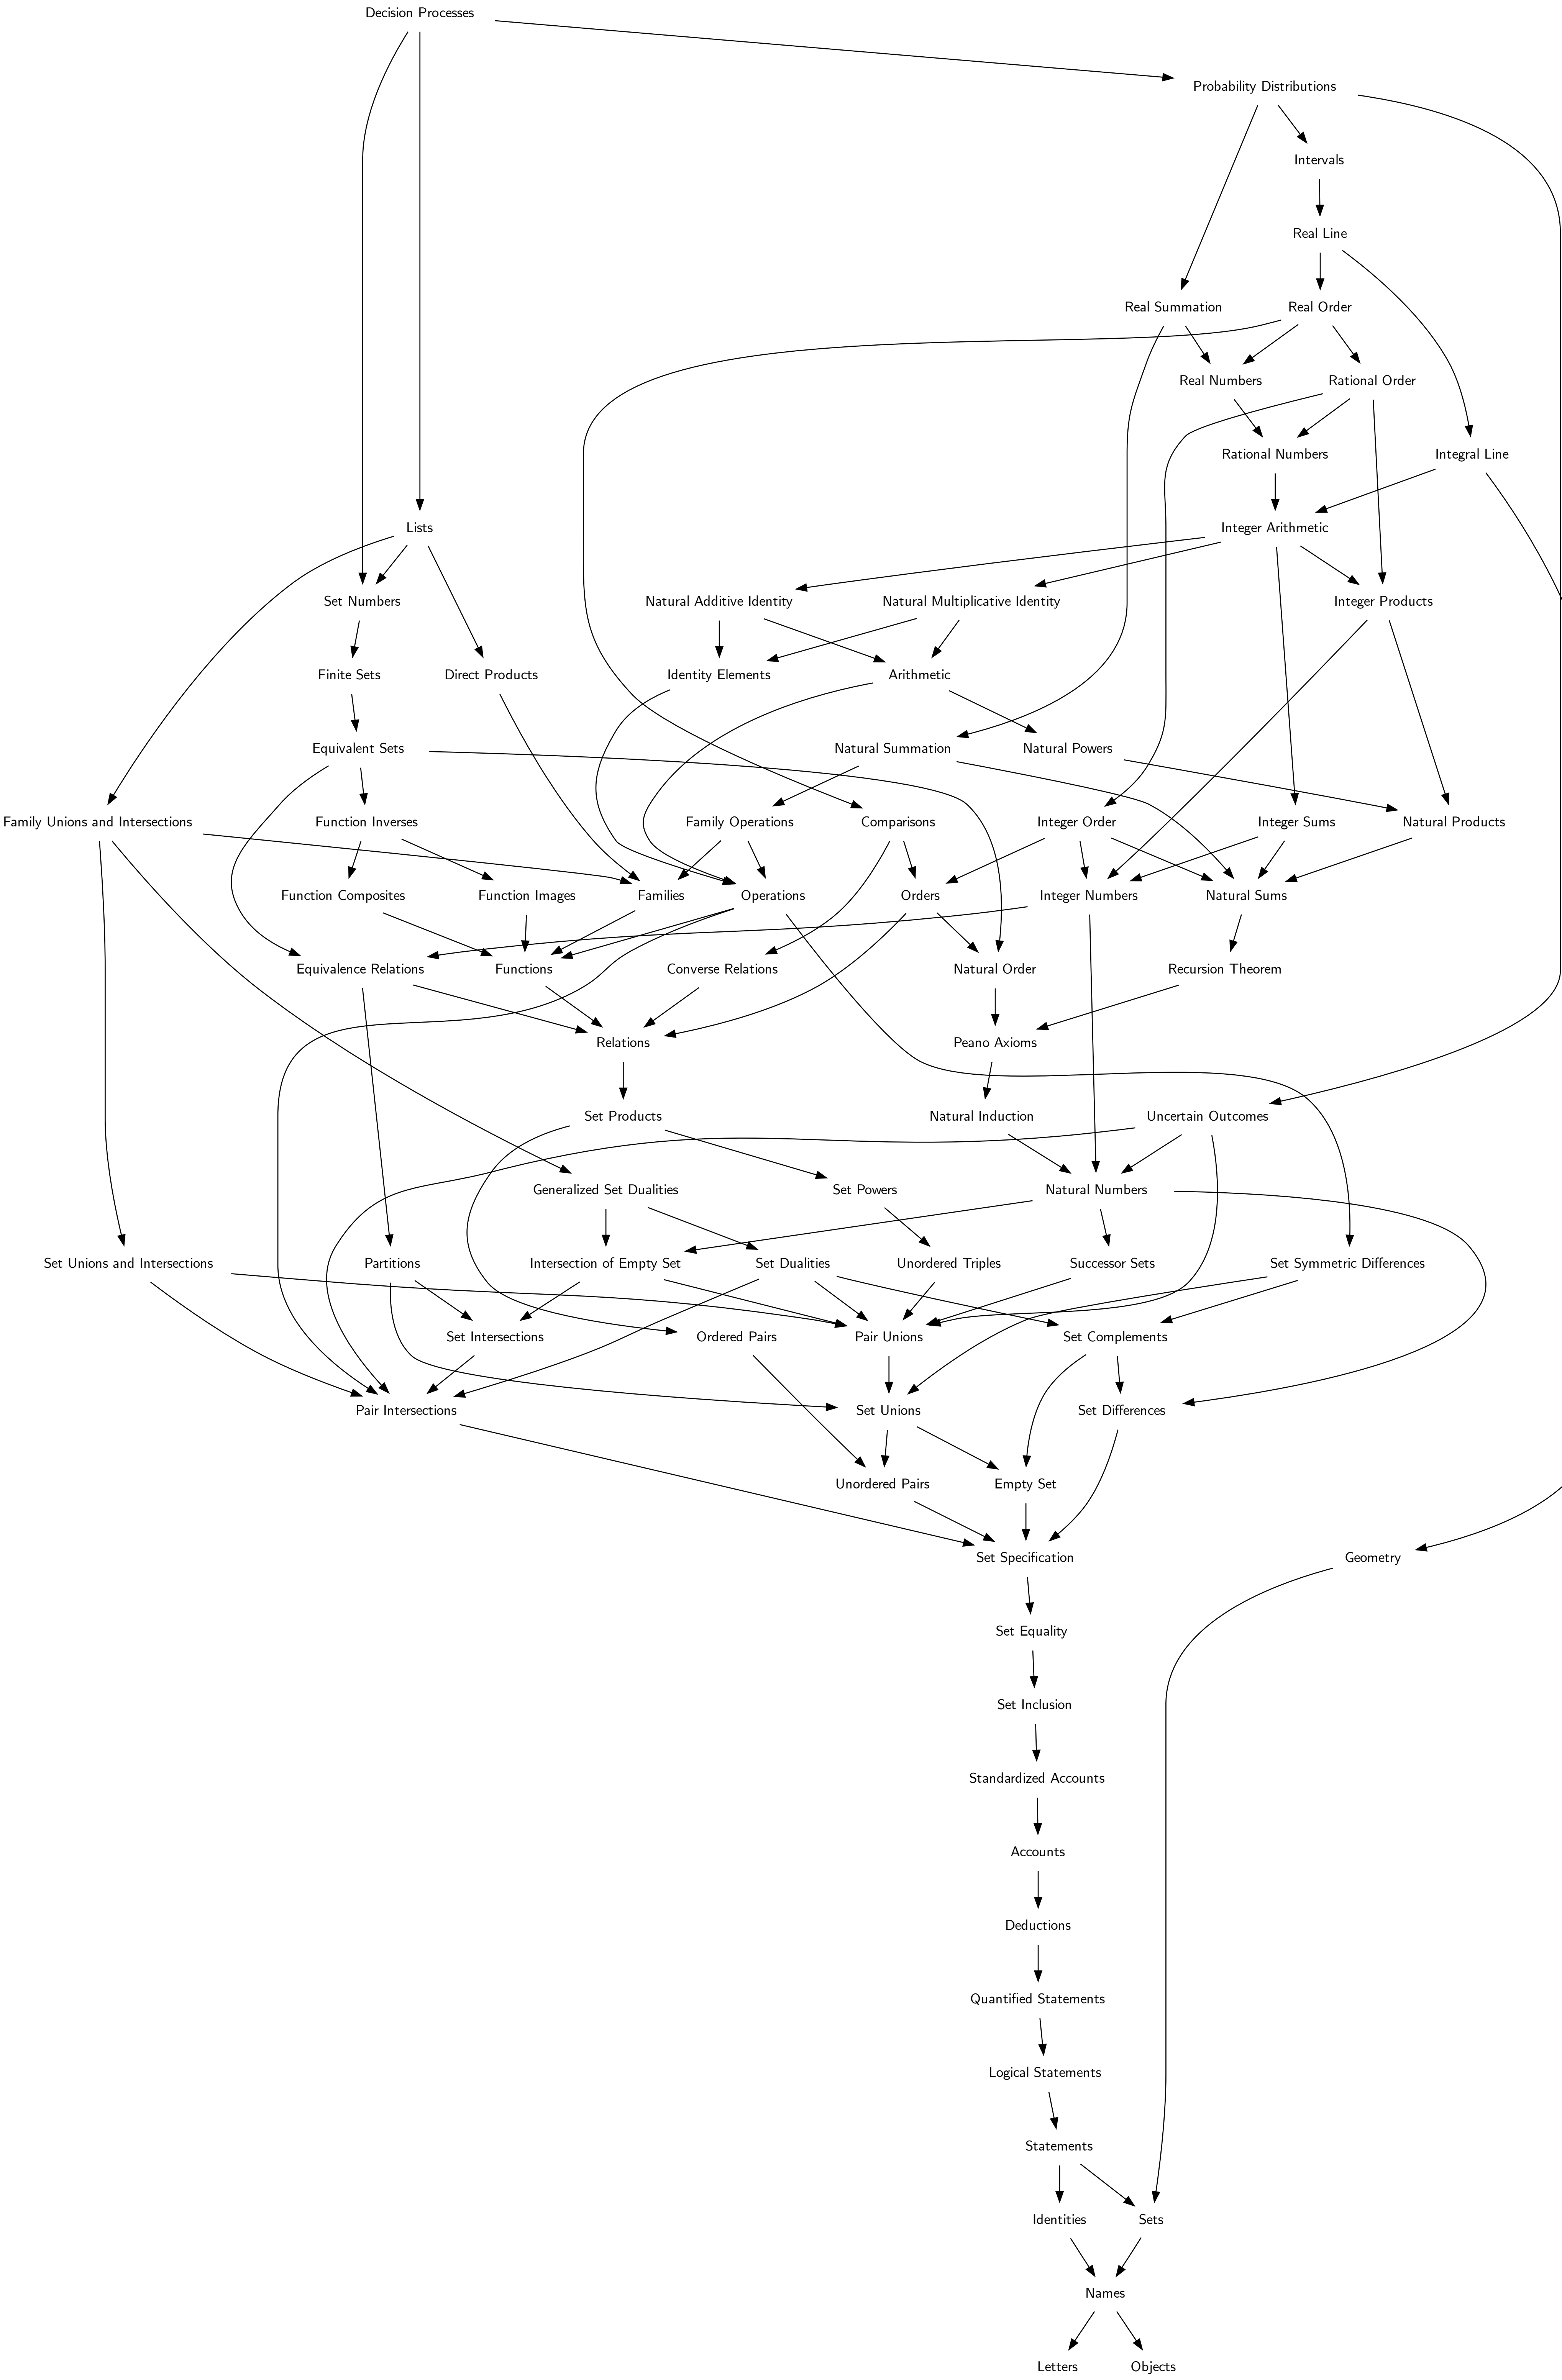 Decision Processes
Probability Distributions
Intervals
Real Line
Real Summation
Real Order
Real Numbers
Rational Order
Rational Numbers
Integral Line
Lists
Integer Arithmetic
Set Numbers
Natural Additive Identity
Natural Multiplicative Identity
Integer Products
Finite Sets
Direct Products
Identity Elements
Arithmetic
Equivalent Sets
Natural Summation
Natural Powers
Family Unions and Intersections
Function Inverses
Family Operations
Comparisons
Integer Order
Integer Sums
Natural Products
Function Composites
Function Images
Families
Operations
Orders
Integer Numbers
Natural Sums
Equivalence Relations
Functions
Converse Relations
Natural Order
Recursion Theorem
Relations
Peano Axioms
Set Products
Natural Induction
Uncertain Outcomes
Generalized Set Dualities
Set Powers
Natural Numbers
Set Unions and Intersections
Partitions
Intersection of Empty Set
Set Dualities
Unordered Triples
Successor Sets
Set Symmetric Differences
Set Intersections
Ordered Pairs
Pair Unions
Set Complements
Pair Intersections
Set Unions
Set Differences
Unordered Pairs
Empty Set
Set Specification
Geometry
Set Equality
Set Inclusion
Standardized Accounts
Accounts
Deductions
Quantified Statements
Logical Statements
Statements
Identities
Sets
Names
Letters
Objects